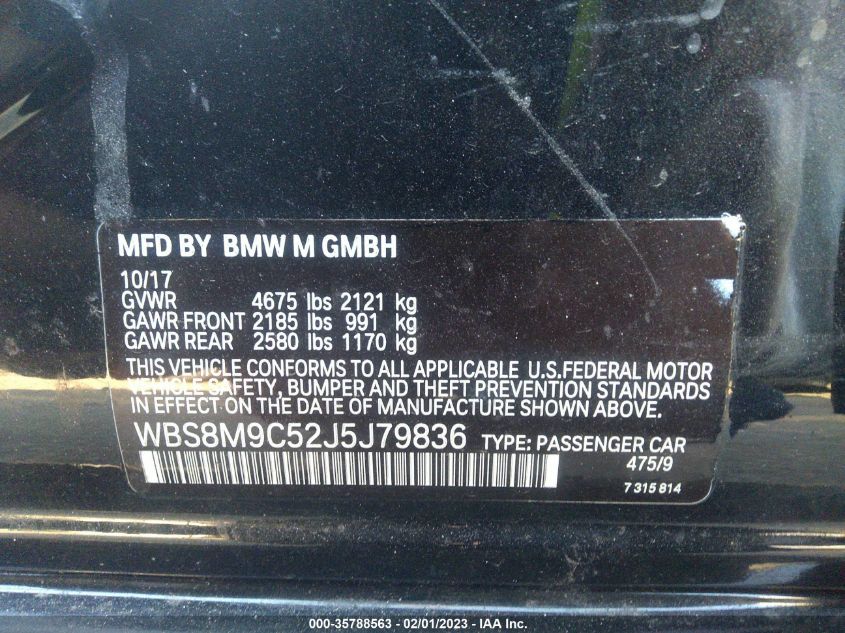 MFD BY BMW M GMBH
10/17
GVWR 4675 lbs 2121 kg
GAWR FRONT 2185 lbs 991 kg
GAWR REAR 2580 lbs 1170 kg
THIS VEHICLE CONFORMS TO ALL APPLICABLE U.S.FEDERAL MOTOR
VEHICLE SAFETY, BUMPER AND THEFT PREVENTION STANDARDS
IN EFFECT ON THE DATE OF MANUFACTURE SHOWN ABOVE.
WBS8M9C52J5J79836 TYPE: PASSENGER CAR
475/9
7 315 814
000-35788563 - 02/01/2023 - IAA Inc.